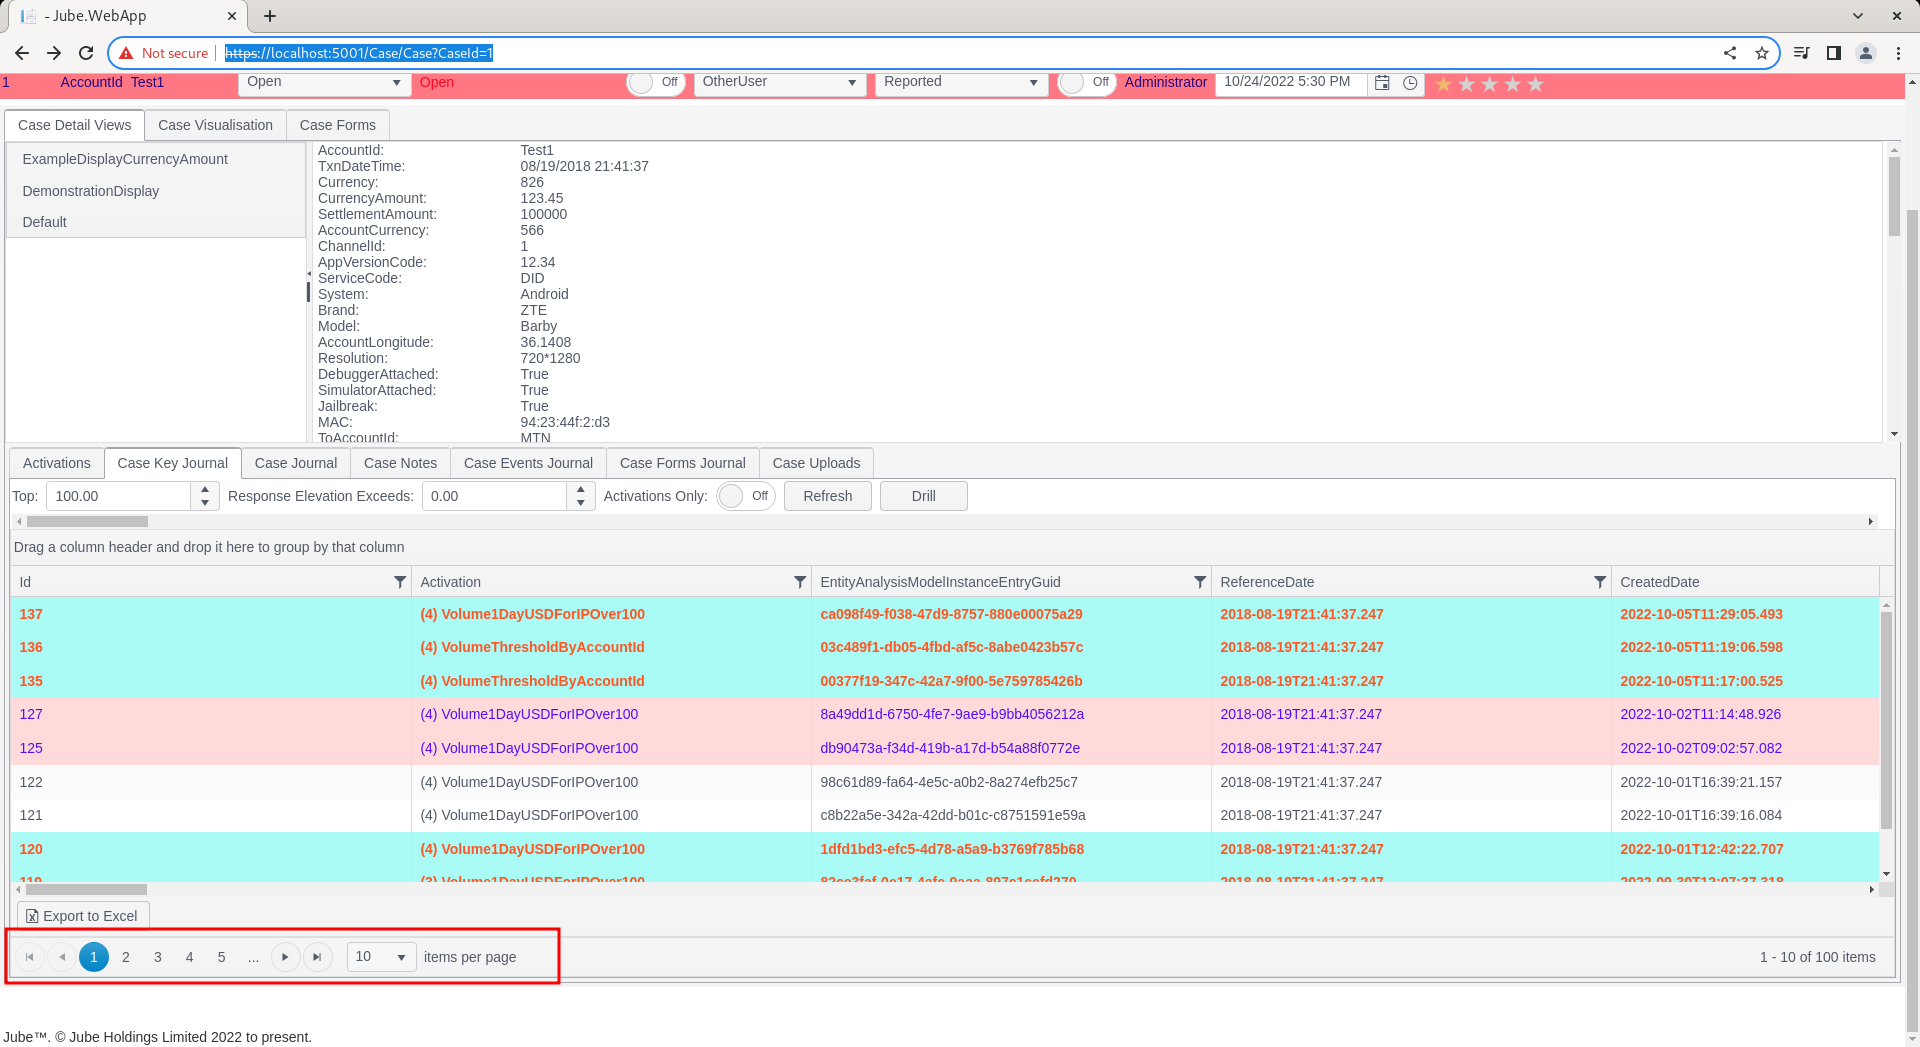 - Jube.WebApp
Not secure https://localhost:5001/Case/Case?CaseId=1
1 AccountId Test1 Open Open Off OtherUser Reported Off Administrator 10/24/2022 5:30 PM
Case Detail Views Case Visualisation Case Forms
ExampleDisplayCurrencyAmount
DemonstrationDisplay
Default
AccountId: Test1
TxnDateTime: 08/19/2018 21:41:37
Currency: 826
CurrencyAmount: 123.45
SettlementAmount: 100000
AccountCurrency: 566
ChannelId: 1
AppVersionCode: 12.34
ServiceCode: DID
System: Android
Brand: ZTE
Model: Barby
AccountLongitude: 36.1408
Resolution: 720*1280
DebuggerAttached: True
SimulatorAttached: True
Jailbreak: True
MAC: 94:23:44f:2:d3
ToAccountId: MTN
Activations Case Key Journal Case Journal Case Notes Case Events Journal Case Forms Journal Case Uploads
Top: 100.00 Response Elevation Exceeds: 0.00 Activations Only: Off Refresh Drill
Drag a column header and drop it here to group by that column
Id Activation EntityAnalysisModelInstanceEntryGuid ReferenceDate CreatedDate
137 (4) Volume1DayUSDForIPOver100 ca098f49-f038-47d9-8757-880e00075a29 2018-08-19T21:41:37.247 2022-10-05T11:29:05.493
136 (4) VolumeThresholdByAccountId 03c489f1-db05-4fbd-af5c-8abe0423b57c 2018-08-19T21:41:37.247 2022-10-05T11:19:06.598
135 (4) VolumeThresholdByAccountId 00377f19-347c-42a7-9f00-5e759785426b 2018-08-19T21:41:37.247 2022-10-05T11:17:00.525
127 (4) Volume1DayUSDForIPOver100 8a49dd1d-6750-4fe7-9ae9-b9bb4056212a 2018-08-19T21:41:37.247 2022-10-02T11:14:48.926
125 (4) Volume1DayUSDForIPOver100 db90473a-f34d-419b-a17d-b54a88f0772e 2018-08-19T21:41:37.247 2022-10-02T09:02:57.082
122 (4) Volume1DayUSDForIPOver100 98c61d89-fa64-4e5c-a0b2-8a274efb25c7 2018-08-19T21:41:37.247 2022-10-01T16:39:21.157
121 (4) Volume1DayUSDForIPOver100 c8b22a5e-342a-42dd-b01c-c8751591e59a 2018-08-19T21:41:37.247 2022-10-01T16:39:16.084
120 (4) Volume1DayUSDForIPOver100 1dfd1bd3-efc5-4d78-a5a9-b3769f785b68 2018-08-19T21:41:37.247 2022-10-01T12:42:22.707
119 (3) Volume1DayUSDForIPOver100 2018-08-19T21:41:37.247
Export to Excel
1 2 3 4 5 ... 10 items per page 1 - 10 of 100 items
Jube™. © Jube Holdings Limited 2022 to present.